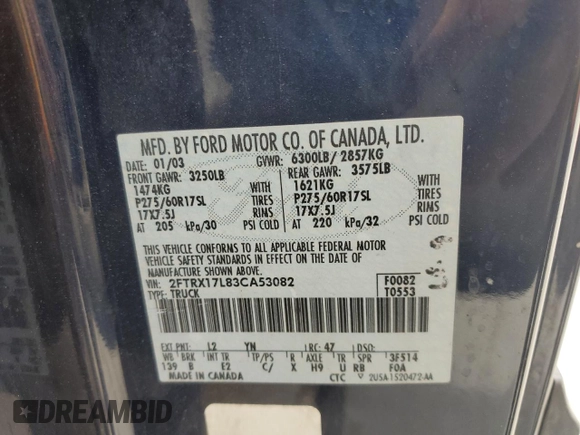 MFD. BY FORD MOTOR CO. OF CANADA, LTD.
DATE: 01/03 GVWR: 6300LB/ 2857KG
FRONT GAWR: 3250LB REAR GAWR: 3575LB
1474KG WITH 1621KG WITH
P275/60R17SL TIRES P275/60R17SL TIRES
17X7.5J RIMS 17X7.5J RIMS
AT 205 kPa/30 PSI COLD AT 220 kPa/32 PSI COLD
THIS VEHICLE CONFORMS TO ALL APPLICABLE FEDERAL MOTOR
VEHICLE SAFETY STANDARDS IN EFFECT ON THE DATE OF
MANUFACTURE SHOWN ABOVE.
VIN: 2FTRX17L83CA53082 F0082
TYPE: TRUCK T0553
EXT PNT: L2 YN RC: 47 DSO:
WB BRK INT TR TP/PS R AXLE TR SPR 3F514
139 B E2 C/ X H9 U RB F0A
MADE IN CANADA CTC 2U5A-1520472-AA
DREAMBID